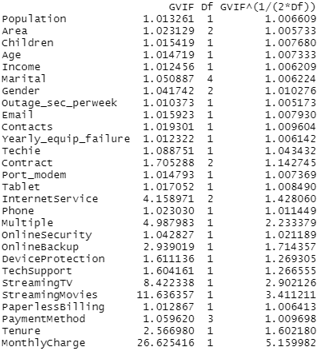 GVIF Df GVIF^(1/(2*Df))
Population 1.013261 1 1.006609
Area 1.023129 2 1.005733
Children 1.015419 1 1.007680
Age 1.014719 1 1.007333
Income 1.012456 1 1.006209
Marital 1.050887 4 1.006224
Gender 1.041742 2 1.010276
Outage_sec_perweek 1.010373 1 1.005173
Email 1.015923 1 1.007930
Contacts 1.019301 1 1.009604
Yearly_equip_failure 1.012322 1 1.006142
Techie 1.088751 1 1.043432
Contract 1.705288 2 1.142745
Port_modem 1.014793 1 1.007369
Tablet 1.017052 1 1.008490
InternetService 4.158971 2 1.428060
Phone 1.023030 1 1.011449
Multiple 4.987983 1 2.233379
OnlineSecurity 1.042827 1 1.021189
OnlineBackup 2.939019 1 1.714357
DeviceProtection 1.611136 1 1.269305
TechSupport 1.604161 1 1.266555
StreamingTV 8.422338 1 2.902126
StreamingMovies 11.636357 1 3.411211
PaperlessBilling 1.012867 1 1.006413
PaymentMethod 1.059620 3 1.009698
Tenure 2.566980 1 1.602180
MonthlyCharge 26.625416 1 5.159982